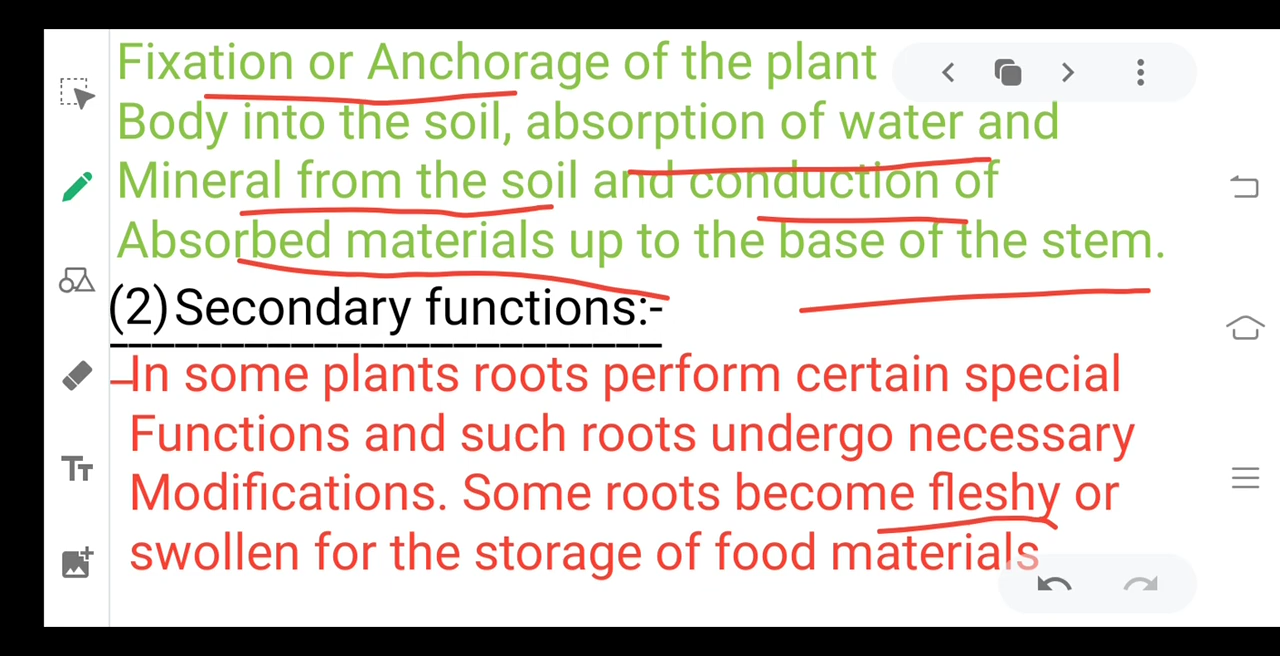 Fixation or Anchorage of the plant
Body into the soil, absorption of water and
Mineral from the soil and conduction of
Absorbed materials up to the base of the stem.
(2) Secondary functions:-
In some plants roots perform certain special
Functions and such roots undergo necessary
Modifications. Some roots become fleshy or
swollen for the storage of food materials